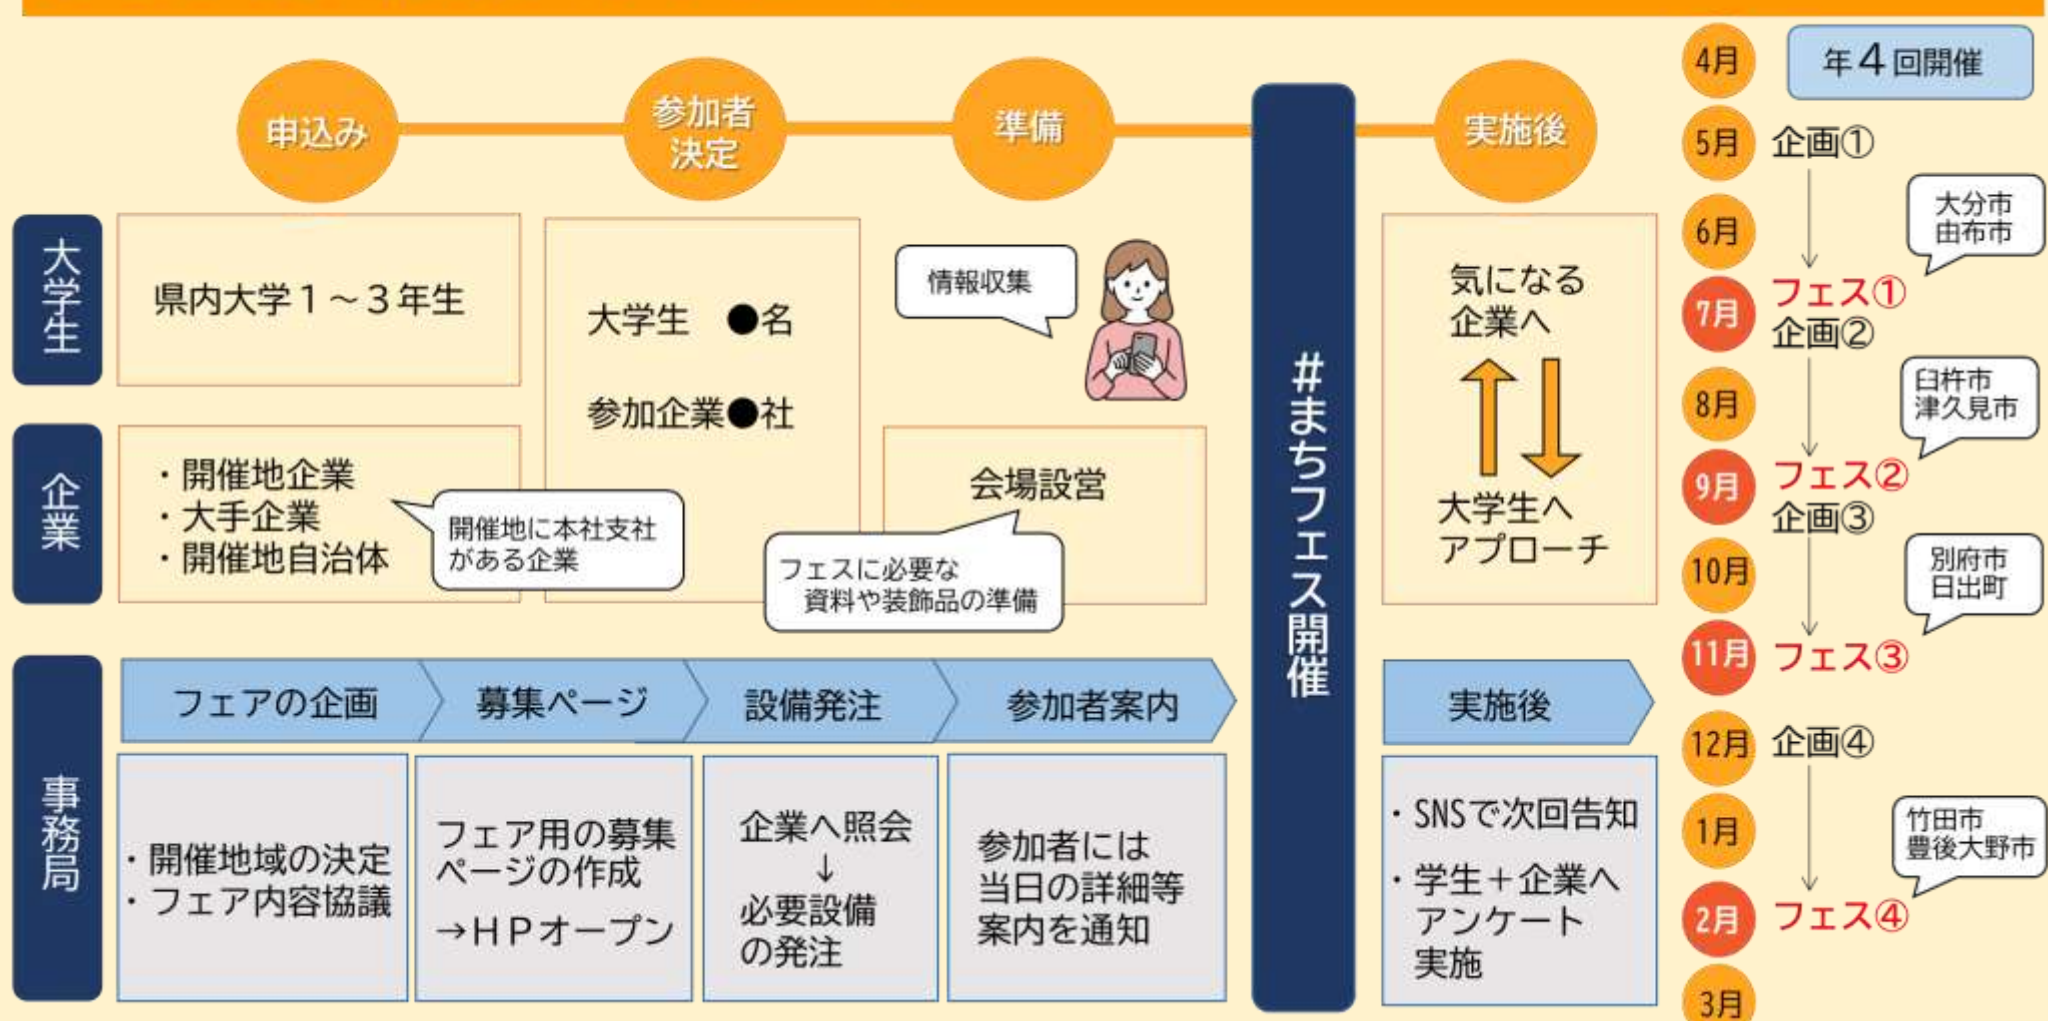 申込み
参加者
決定
準備
実施後
大学生
県内大学１～３年生
大学生　●名
参加企業●社
情報収集
企業
・開催地企業
・大手企業
・開催地自治体
開催地に本社支社
がある企業
会場設営
フェスに必要な
資料や装飾品の準備
#まちフェス開催
気になる
企業へ
大学生へ
アプローチ
事務局
フェアの企画
募集ページ
設備発注
参加者案内
実施後
・開催地域の決定
・フェア内容協議
フェア用の募集
ページの作成
→ＨＰオープン
企業へ照会
↓
必要設備
の発注
参加者には
当日の詳細等
案内を通知
・SNSで次回告知
・学生＋企業へ
アンケート
実施
4月
年４回開催
5月
企画①
6月
大分市
由布市
7月
フェス①
企画②
8月
臼杵市
津久見市
9月
フェス②
企画③
10月
別府市
日出町
11月
フェス③
12月
企画④
1月
竹田市
豊後大野市
2月
フェス④
3月